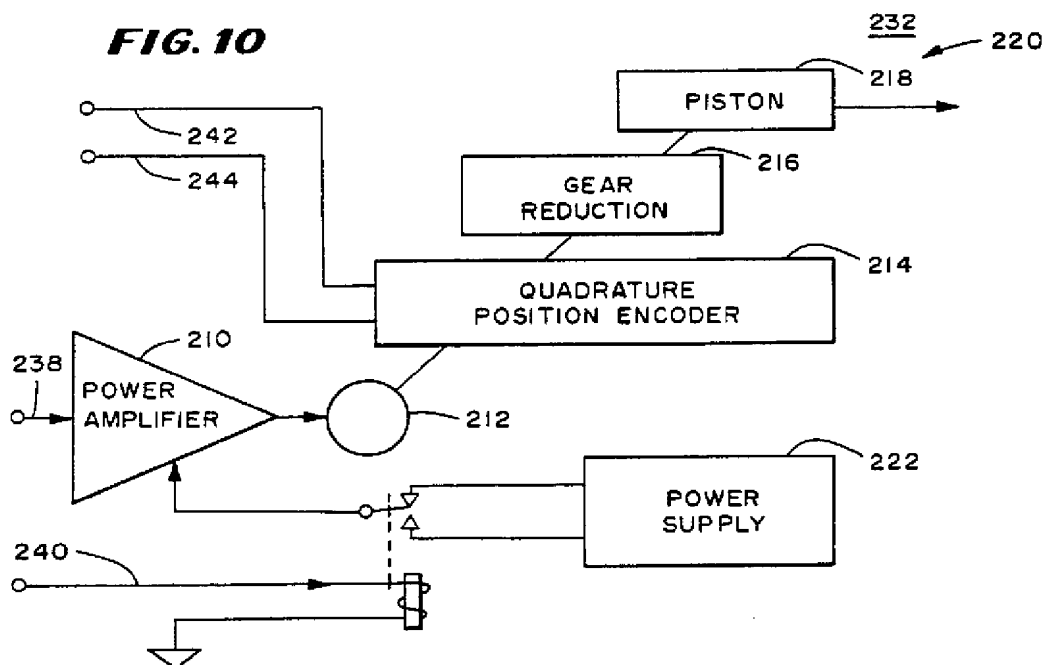 FIG. 10
232
220
218
PISTON
242
244
216
GEAR
REDUCTION
214
QUADRATURE
POSITION ENCODER
210
238
POWER
AMPLIFIER
212
222
POWER
SUPPLY
240